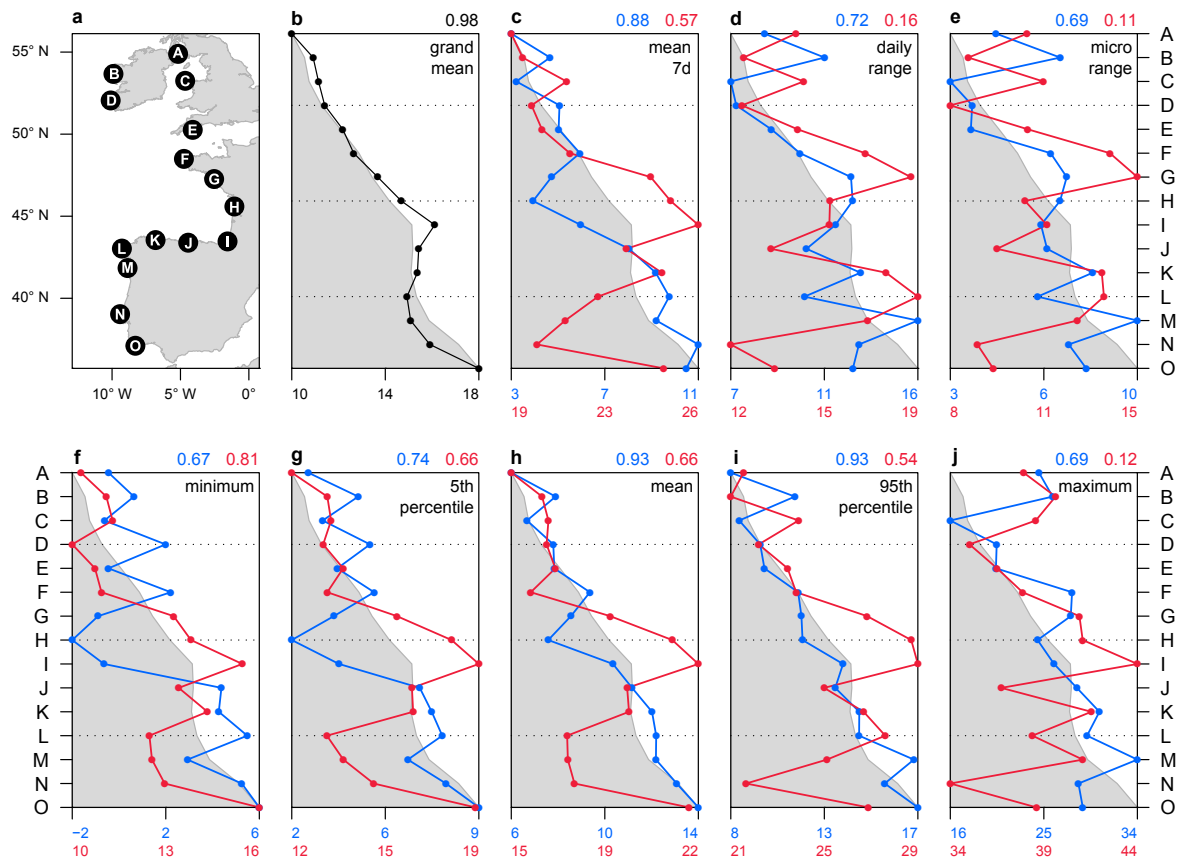 a
b
0.98
c
0.88 0.57
d
0.72 0.16
e
0.69 0.11
55° N
50° N
45° N
40° N
10° W
5° W
0°
A
B
C
D
E
F
G
H
I
J
K
L
M
N
O
grand
mean
mean
7d
daily
range
micro
range
A
B
C
D
E
F
G
H
I
J
K
L
M
N
O
10 14 18
3 7 11
19 23 26
7 11 16
12 15 19
3 6 10
8 11 15
f
0.67 0.81
g
0.74 0.66
h
0.93 0.66
i
0.93 0.54
j
0.69 0.12
minimum
5th
percentile
mean
95th
percentile
maximum
A
B
C
D
E
F
G
H
I
J
K
L
M
N
O
A
B
C
D
E
F
G
H
I
J
K
L
M
N
O
−2 2 6
10 13 16
2 6 9
12 15 19
6 10 14
15 19 22
8 13 17
21 25 29
16 25 34
34 39 44